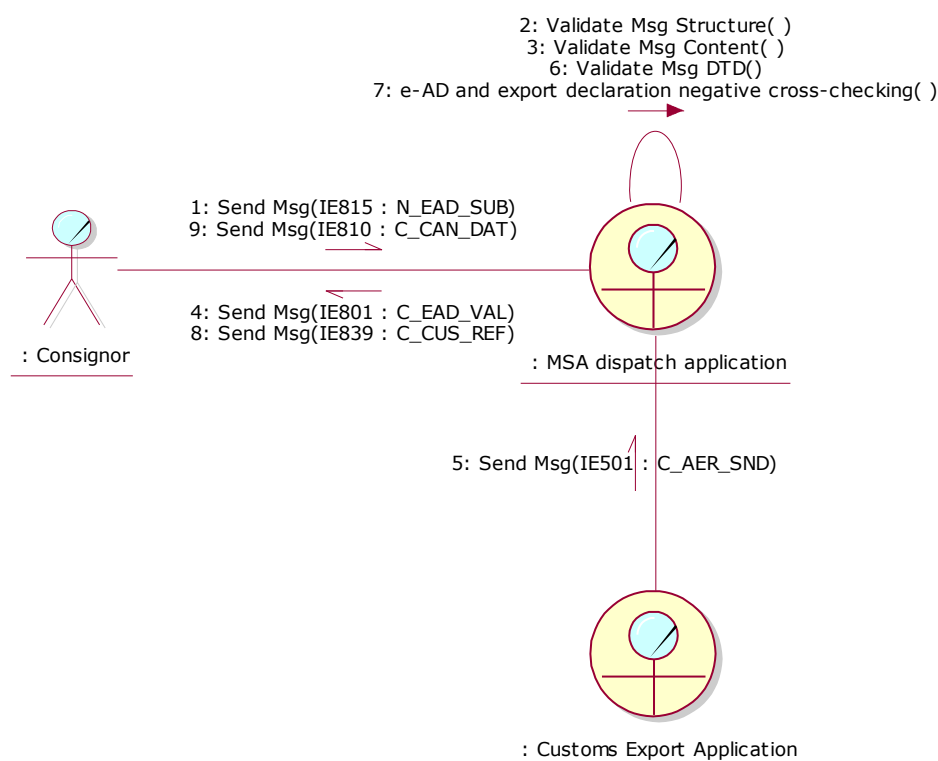 2: Validate Msg Structure( )
3: Validate Msg Content( )
6: Validate Msg DTD()
7: e-AD and export declaration negative cross-checking( )
1: Send Msg(IE815 : N_EAD_SUB)
9: Send Msg(IE810 : C_CAN_DAT)
4: Send Msg(IE801 : C_EAD_VAL)
8: Send Msg(IE839 : C_CUS_REF)
: Consignor
: MSA dispatch application
5: Send Msg(IE501 : C_AER_SND)
: Customs Export Application